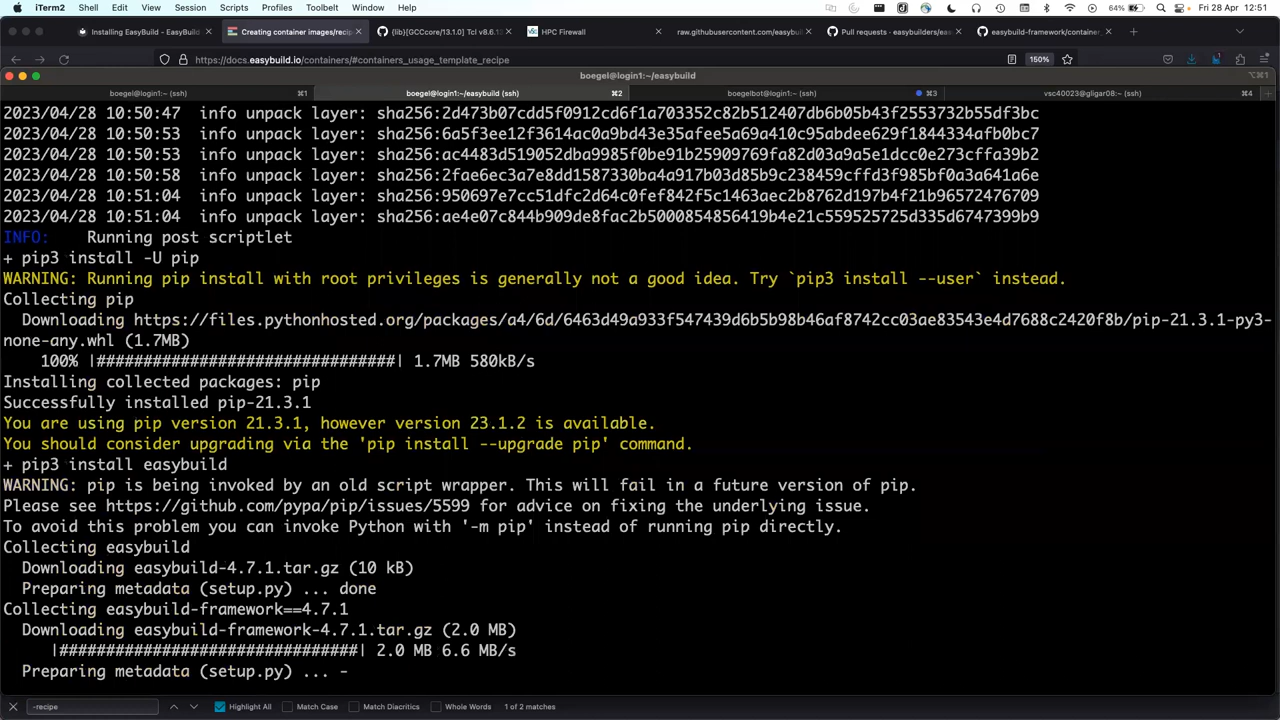 iTerm2 Shell Edit View Session Scripts Profiles Toolbelt Window Help 64% Fri 28 Apr 12:51
Installing EasyBuild - EasyBuild Creating container images/recip {lib}[GCCcore/13.1.0] Tcl v8.6.13 HPC Firewall raw.githubusercontent.com/easybui Pull requests · easybuilders/eas easybuild-framework/container_
https://docs.easybuild.io/containers/#containers_usage_template_recipe 150%
boegel@login1:~/easybuild ⌥⌘1
boegel@login1:~ (ssh) ⌘1 boegel@login1:~/easybuild (ssh) ⌘2 boegelbot@login1:~ (ssh) ⌘3 vsc40023@gligar08:~ (ssh) ⌘4
2023/04/28 10:50:47  info unpack layer: sha256:2d473b07cdd5f0912cd6f1a703352c82b512407db6b05b43f2553732b55df3bc
2023/04/28 10:50:53  info unpack layer: sha256:6a5f3ee12f3614ac0a9bd43e35afee5a69a410c95abdee629f1844334afb0bc7
2023/04/28 10:50:53  info unpack layer: sha256:ac4483d519052dba9985f0be91b25909769fa82d03a9a5e1dcc0e273cffa39b2
2023/04/28 10:50:58  info unpack layer: sha256:2fae6ec3a7e8dd1587330ba4a917b03d85b9c238459cffd3f985bf0a3a641a6e
2023/04/28 10:51:04  info unpack layer: sha256:950697e7cc51dfc2d64c0fef842f5c1463aec2b8762d197b4f21b96572476709
2023/04/28 10:51:04  info unpack layer: sha256:ae4e07c844b909de8fac2b5000854856419b4e21c559525725d335d6747399b9
INFO:    Running post scriptlet
+ pip3 install -U pip
WARNING: Running pip install with root privileges is generally not a good idea. Try `pip3 install --user` instead.
Collecting pip
Downloading https://files.pythonhosted.org/packages/a4/6d/6463d49a933f547439d6b5b98b46af8742cc03ae83543e4d7688c2420f8b/pip-21.3.1-py3-
none-any.whl (1.7MB)
100% |################################| 1.7MB 580kB/s
Installing collected packages: pip
Successfully installed pip-21.3.1
You are using pip version 21.3.1, however version 23.1.2 is available.
You should consider upgrading via the 'pip install --upgrade pip' command.
+ pip3 install easybuild
WARNING: pip is being invoked by an old script wrapper. This will fail in a future version of pip.
Please see https://github.com/pypa/pip/issues/5599 for advice on fixing the underlying issue.
To avoid this problem you can invoke Python with '-m pip' instead of running pip directly.
Collecting easybuild
Downloading easybuild-4.7.1.tar.gz (10 kB)
Preparing metadata (setup.py) ... done
Collecting easybuild-framework==4.7.1
Downloading easybuild-framework-4.7.1.tar.gz (2.0 MB)
|################################| 2.0 MB 6.6 MB/s
Preparing metadata (setup.py) ... -
-recipe Highlight All Match Case Match Diacritics Whole Words 1 of 2 matches